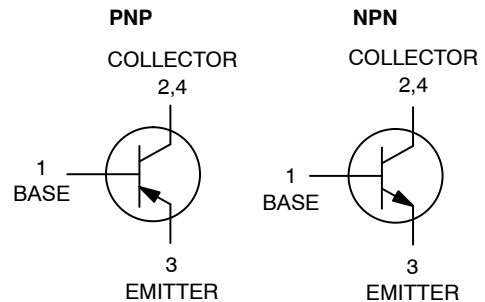 PNP
COLLECTOR
2,4
1
BASE
3
EMITTER
NPN
COLLECTOR
2,4
1
BASE
3
EMITTER